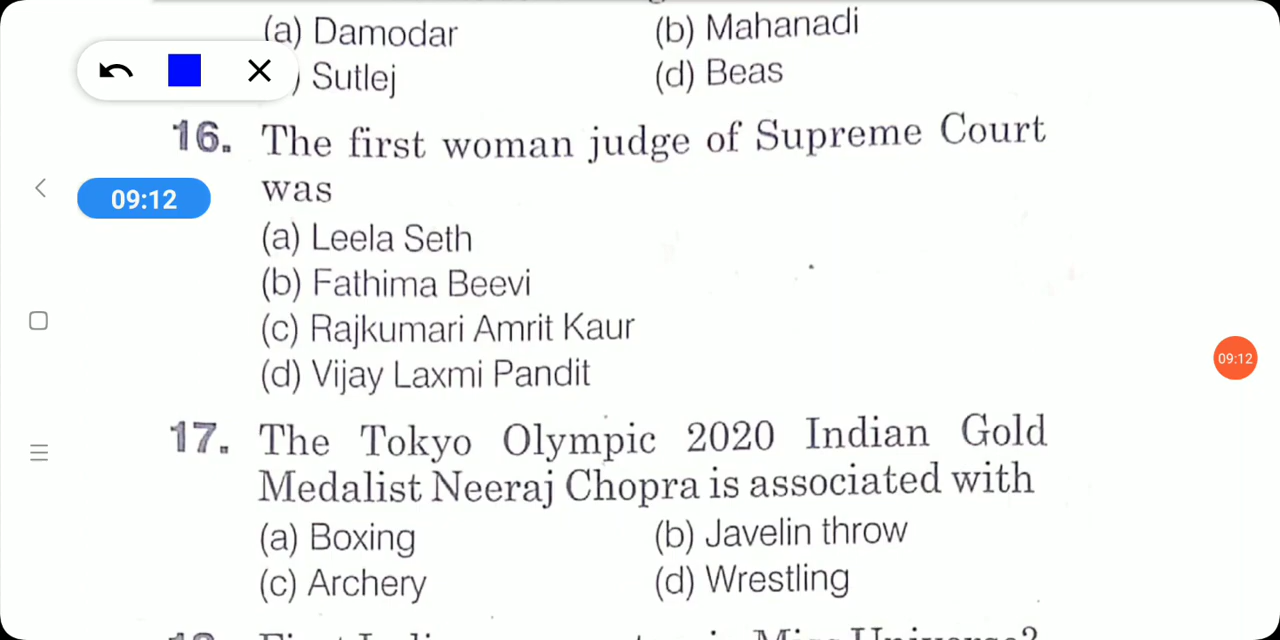 (a) Damodar (b) Mahanadi
) Sutlej (d) Beas
16. The first woman judge of Supreme Court
was
09:12
(a) Leela Seth
(b) Fathima Beevi
(c) Rajkumari Amrit Kaur
09:12
(d) Vijay Laxmi Pandit
17. The Tokyo Olympic 2020 Indian Gold
Medalist Neeraj Chopra is associated with
(a) Boxing (b) Javelin throw
(c) Archery (d) Wrestling